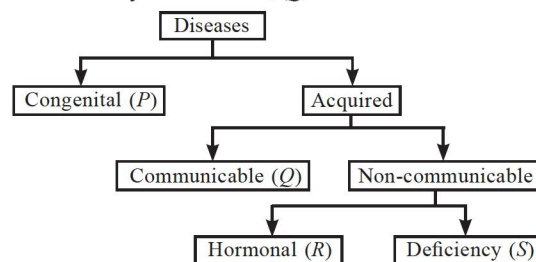 Diseases
Congenital (P)
Acquired
Communicable (Q)
Non-communicable
Hormonal (R)
Deficiency (S)